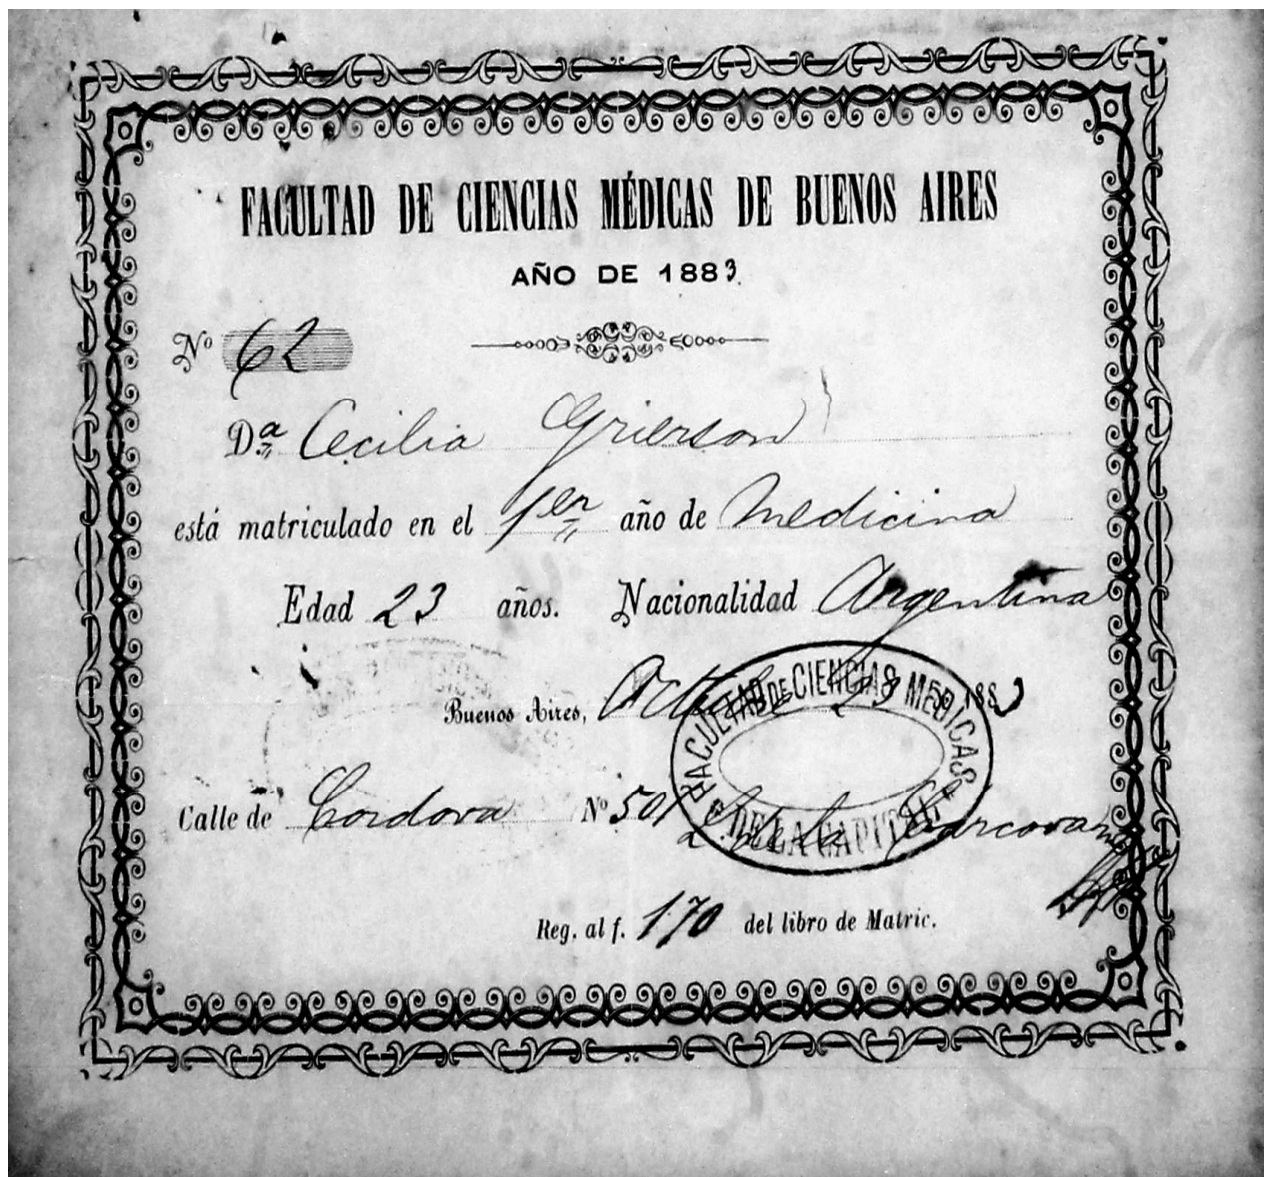 FACULTAD DE CIENCIAS MÉDICAS DE BUENOS AIRES
AÑO DE 1883
Nº 62
Dª Cecilia Grierson
está matriculado en el 1er año de Medicina
Edad 23 años. Nacionalidad Argentina
Buenos Aires, 188
FACULTAD DE CIENCIAS MEDICAS
DE LA CAPITAL
Calle de Cordova Nº 501
Reg. al f. 170 del libro de Matric.